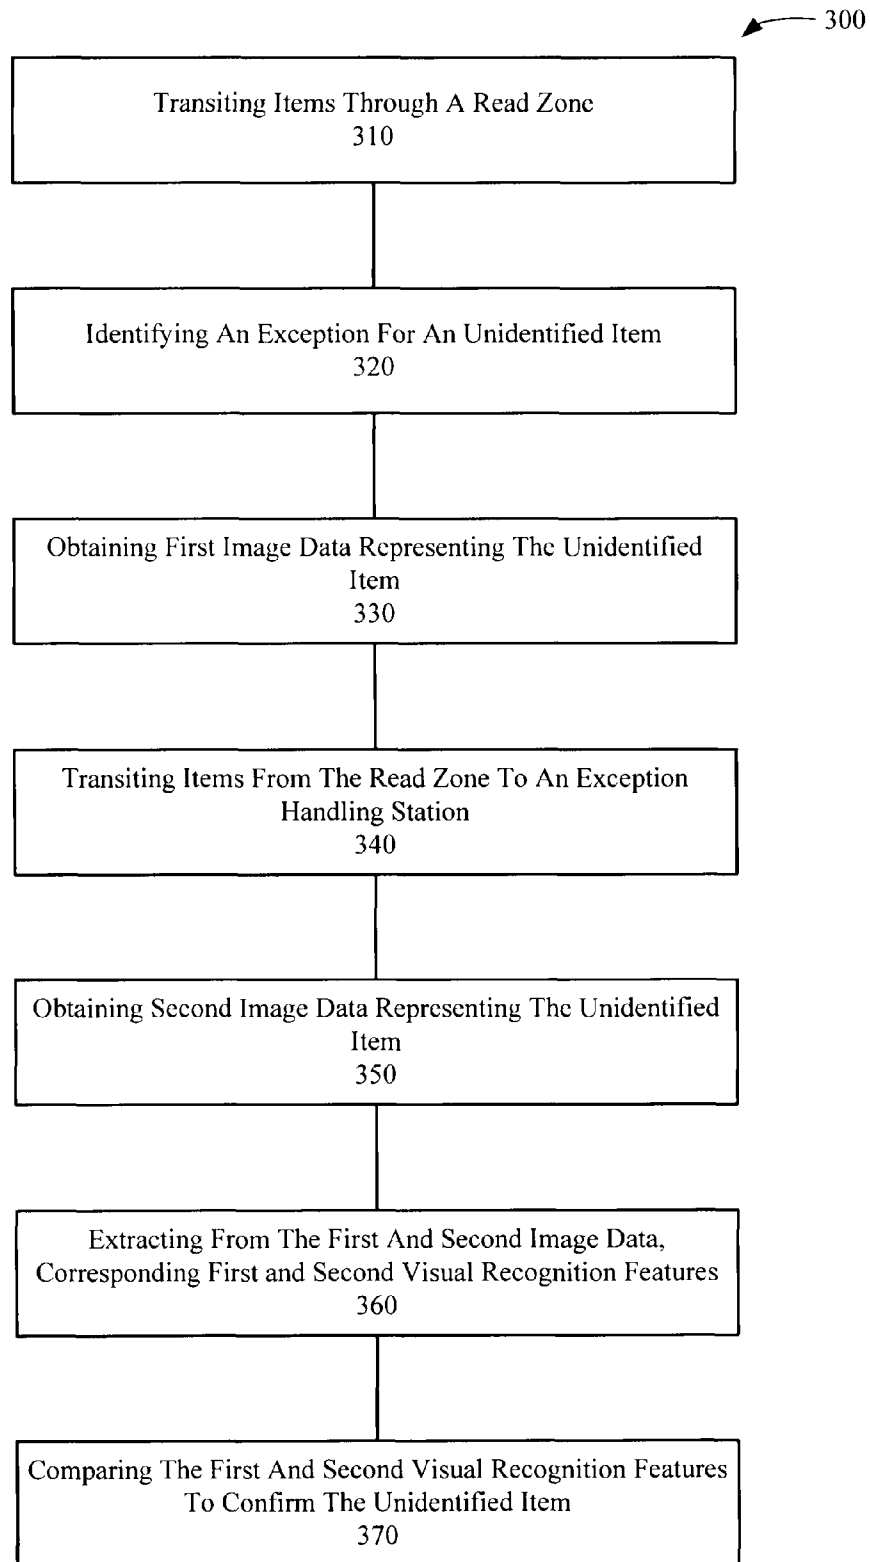 300
Transiting Items Through A Read Zone
310
Identifying An Exception For An Unidentified Item
320
Obtaining First Image Data Representing The Unidentified
Item
330
Transiting Items From The Read Zone To An Exception
Handling Station
340
Obtaining Second Image Data Representing The Unidentified
Item
350
Extracting From The First And Second Image Data,
Corresponding First and Second Visual Recognition Features
360
Comparing The First And Second Visual Recognition Features
To Confirm The Unidentified Item
370